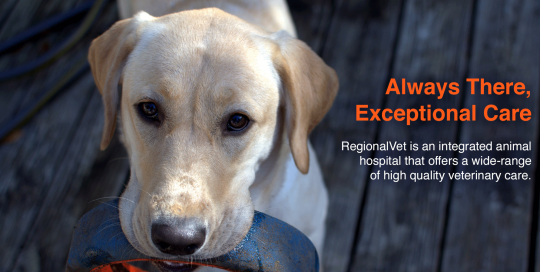 Always There,
Exceptional Care
RegionalVet is an integrated animal
hospital that offers a wide-range
of high quality veterinary care.